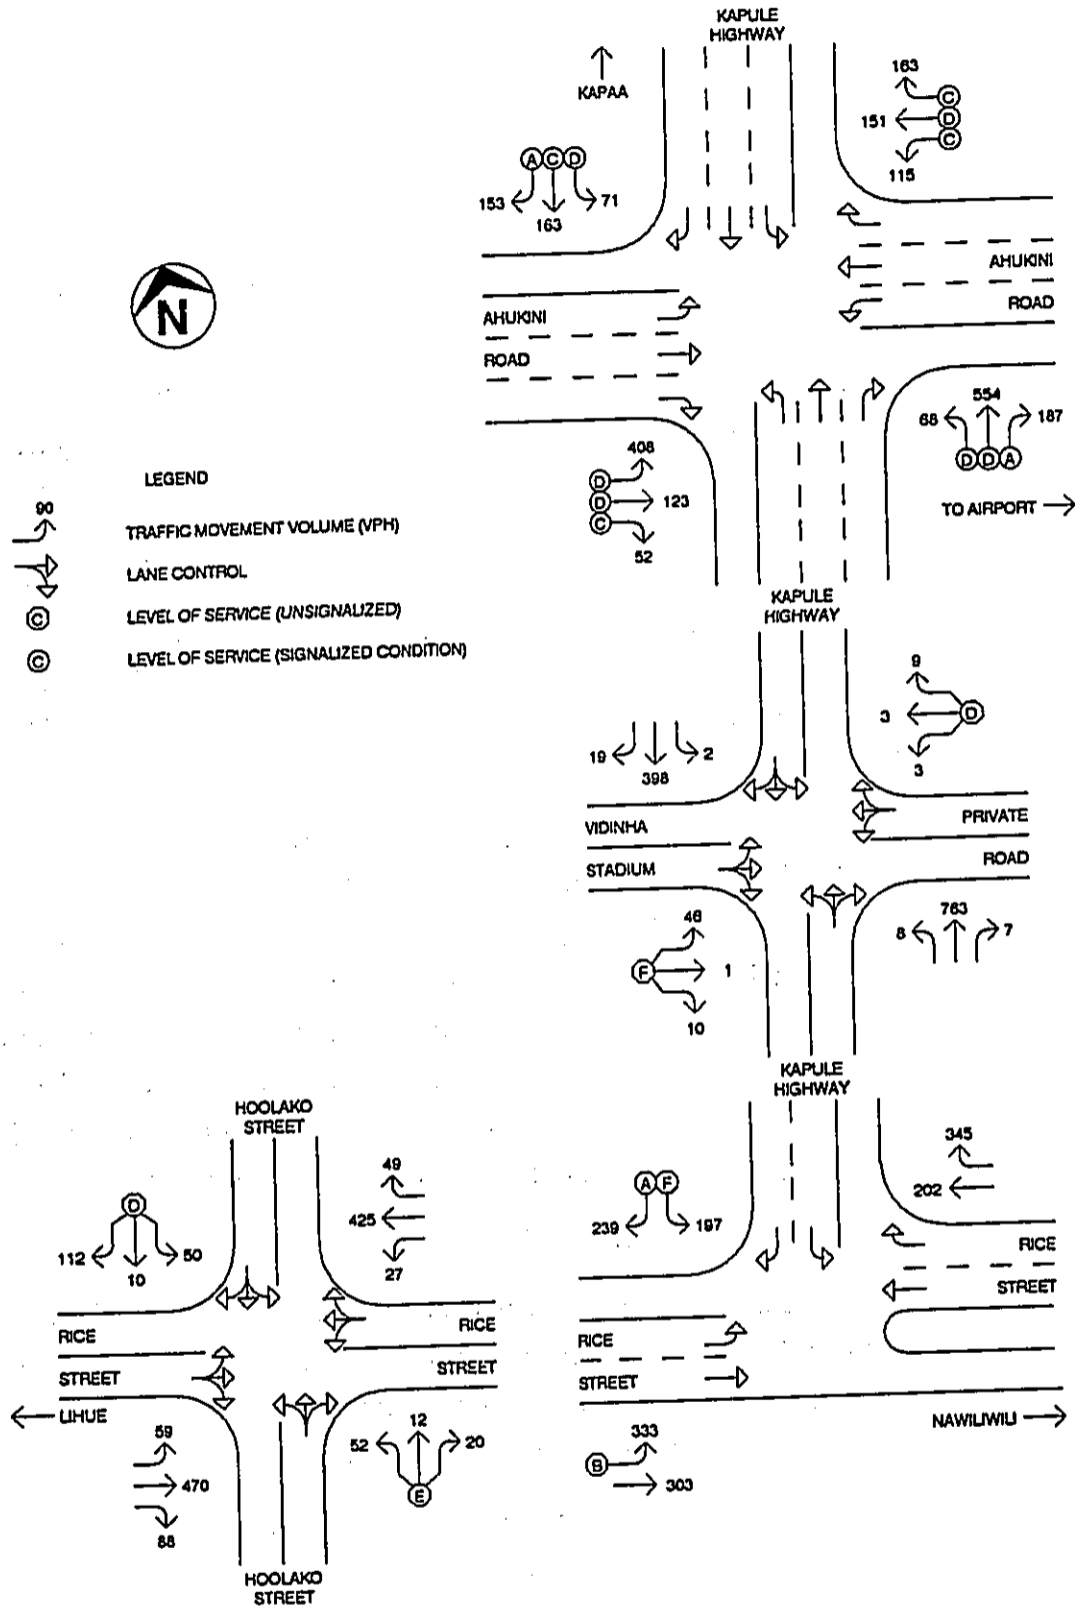 KAPULE
HIGHWAY
KAPAA
163
C
151
D
C
115
A C D
153
163
71
N
AHUKINI
ROAD
AHUKINI
ROAD
408
D
D
123
C
52
554
68
187
D D A
TO AIRPORT
LEGEND
90
TRAFFIC MOVEMENT VOLUME (VPH)
LANE CONTROL
C
LEVEL OF SERVICE (UNSIGNALIZED)
C
LEVEL OF SERVICE (SIGNALIZED CONDITION)
KAPULE
HIGHWAY
9
3
D
3
19
398
2
VIDINHA
STADIUM
PRIVATE
ROAD
46
F
1
10
763
8
7
KAPULE
HIGHWAY
A F
239
197
345
202
RICE
STREET
RICE
STREET
NAWILIWILI
333
B
303
HOOLAKO
STREET
D
112
10
50
49
425
27
RICE
STREET
RICE
STREET
LIHUE
59
470
88
12
52
20
E
HOOLAKO
STREET